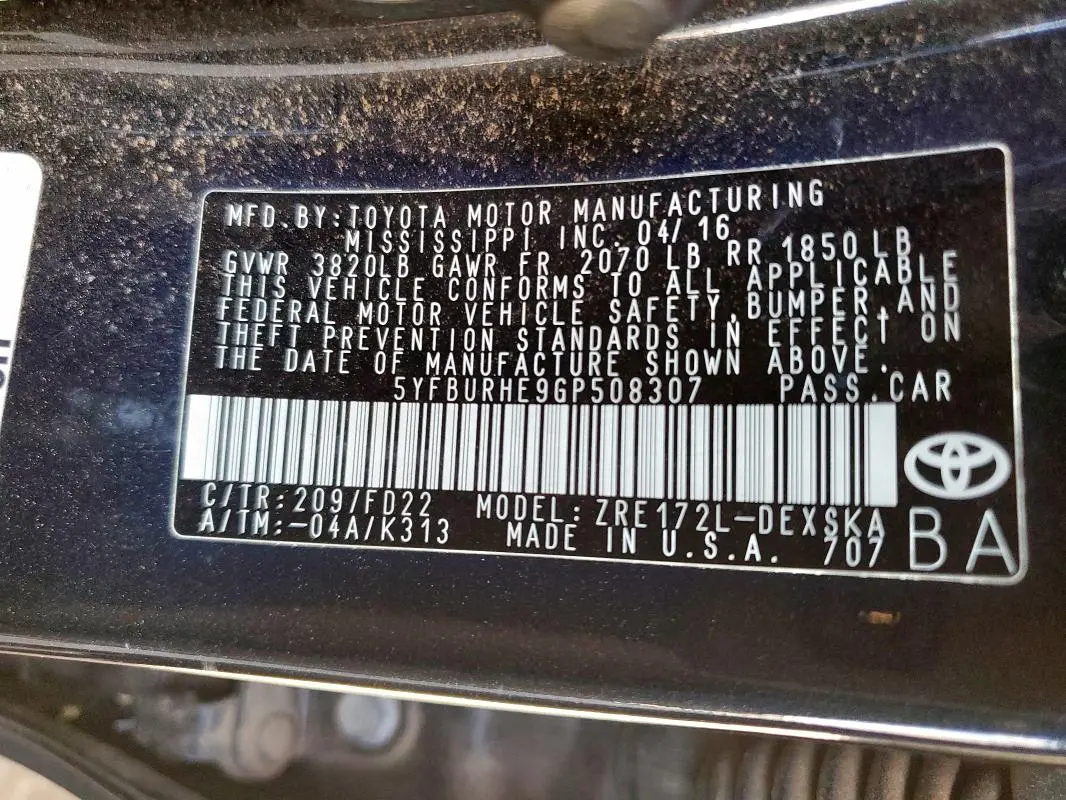 MFD. BY: TOYOTA MOTOR MANUFACTURING
MISSISSIPPI INC. 04/16
GVWR 3820LB GAWR FR 2070 LB RR 1850 LB
THIS VEHICLE CONFORMS TO ALL APPLICABLE
FEDERAL MOTOR VEHICLE SAFETY, BUMPER, AND
THEFT PREVENTION STANDARDS IN EFFECT ON
THE DATE OF MANUFACTURE SHOWN ABOVE.
5YFBURHE9GP508307 PASS. CAR
C/TR: 209/FD22 MODEL: ZRE172L-DEXSKA
A/TM: -04A/K313 MADE IN U.S.A. 707 BA